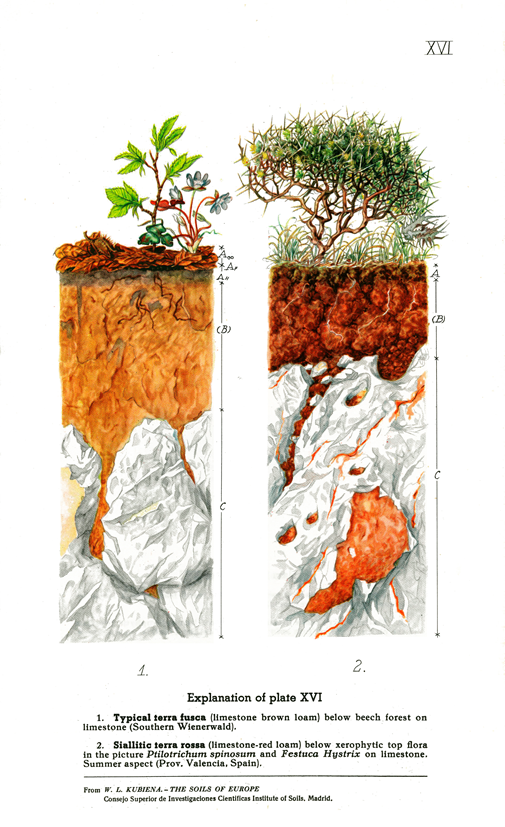 XVI
A₀₀
A_F
A_H
(B)
C
A
(B)
C
1.
2.
Explanation of plate XVI
1. Typical terra fusca (limestone brown loam) below beech forest on
limestone (Southern Wienerwald).
2. Siallitic terra rossa (limestone-red loam) below xerophytic top flora
in the picture Ptilotrichum spinosum and Festuca Hystrix on limestone.
Summer aspect (Prov. Valencia, Spain).
From W. L. KUBIENA. – THE SOILS OF EUROPE
Consejo Superior de Investigaciones Cientificas Institute of Soils. Madrid.